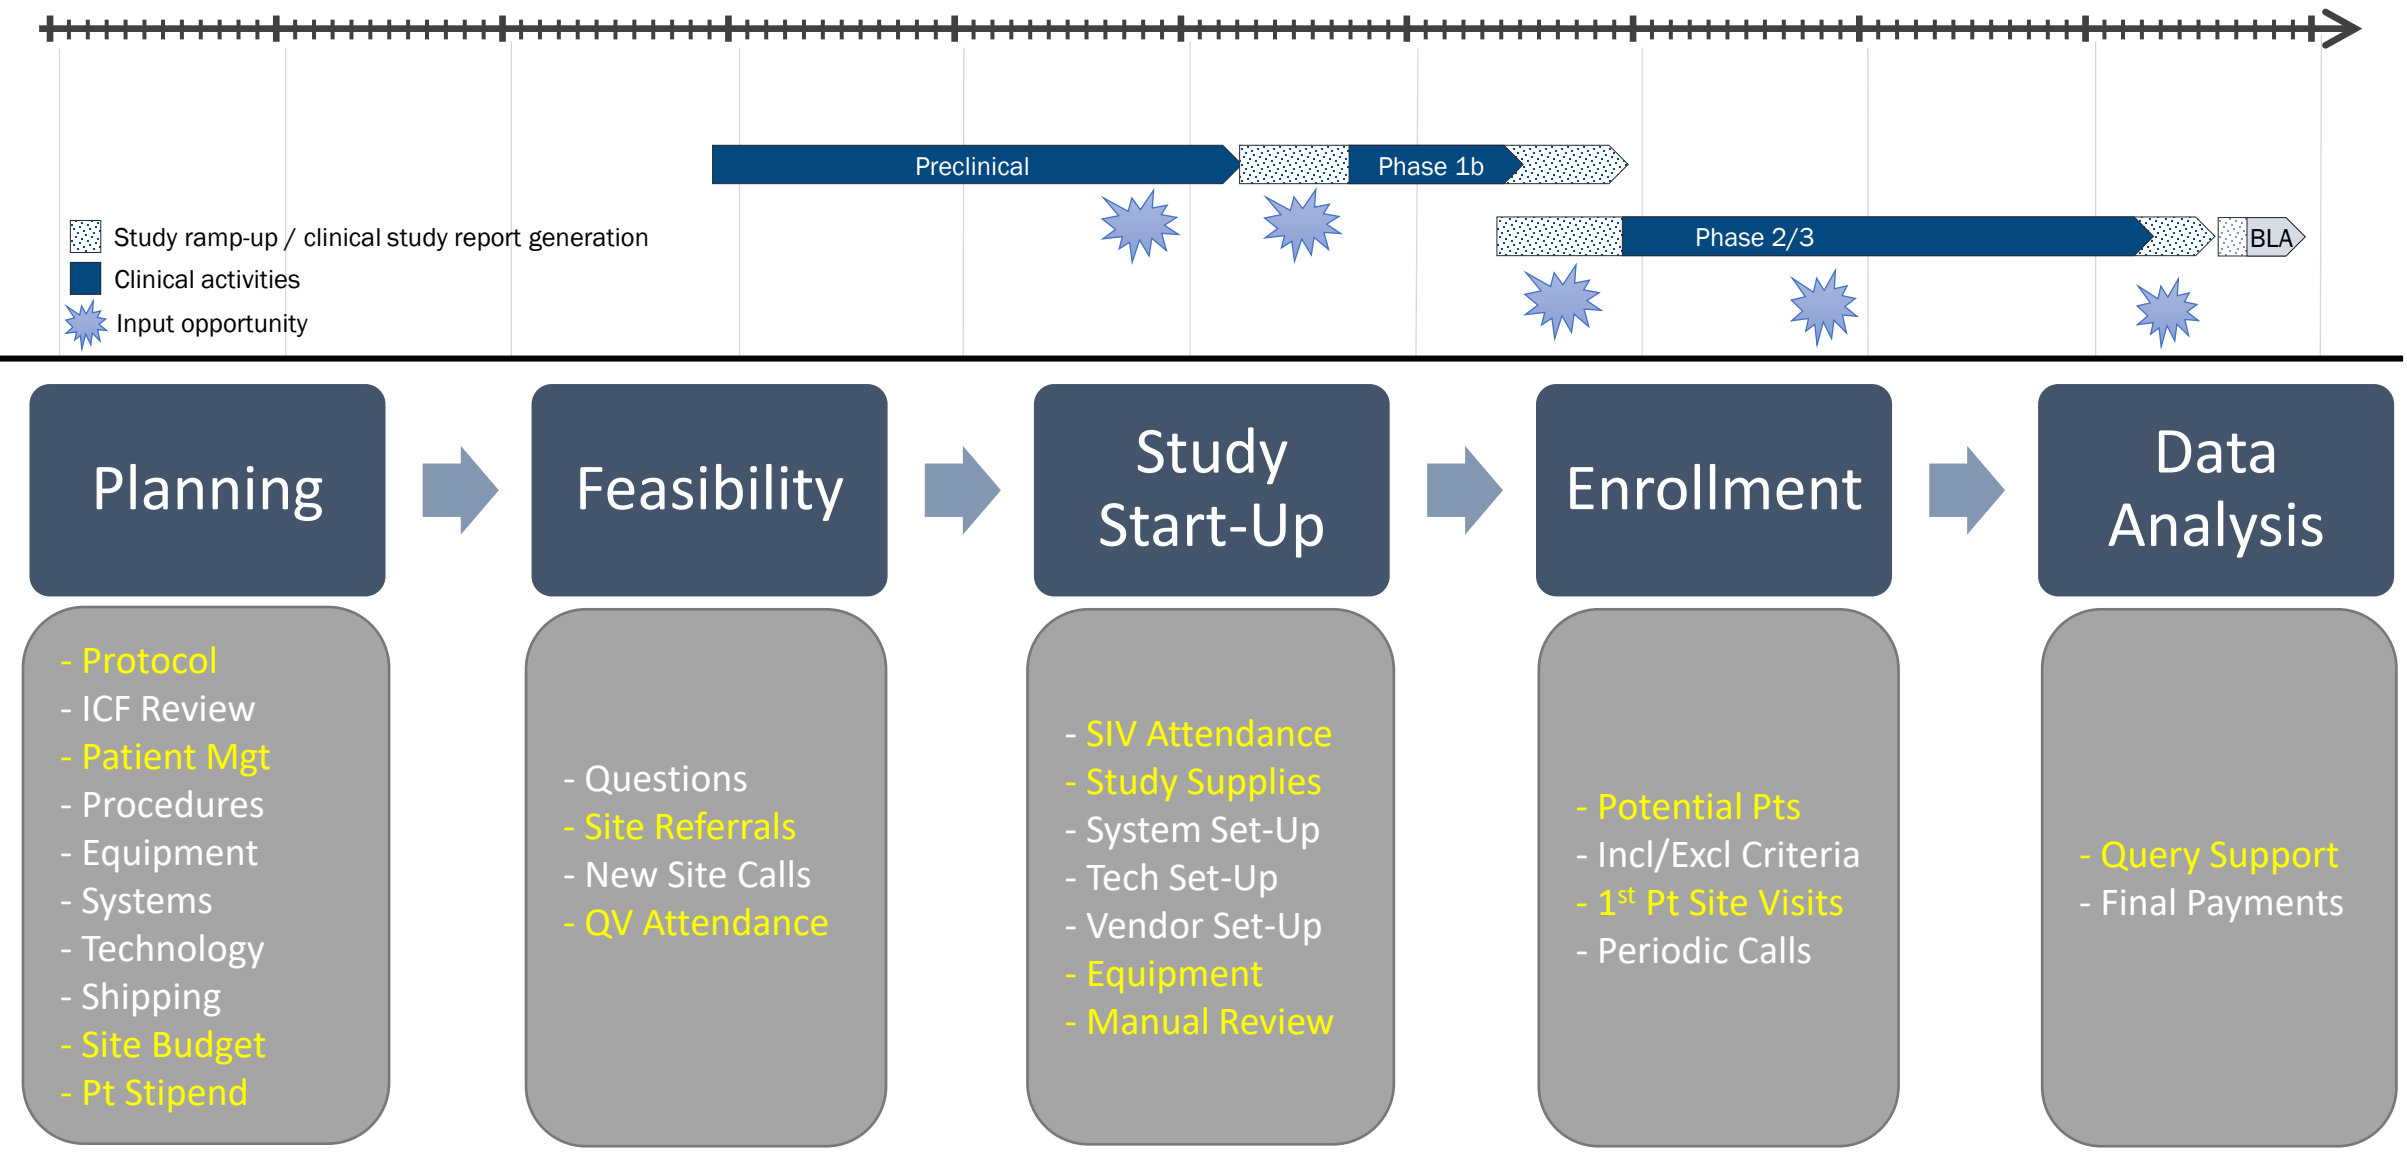 Preclinical
Phase 1b
Study ramp-up / clinical study report generation
Phase 2/3
BLA
Clinical activities
Input opportunity
Planning
Feasibility
Study
Start-Up
Enrollment
Data
Analysis
- Protocol
- ICF Review
- Patient Mgt
- Procedures
- Equipment
- Systems
- Technology
- Shipping
- Site Budget
- Pt Stipend
- Questions
- Site Referrals
- New Site Calls
- QV Attendance
- SIV Attendance
- Study Supplies
- System Set-Up
- Tech Set-Up
- Vendor Set-Up
- Equipment
- Manual Review
- Potential Pts
- Incl/Excl Criteria
- 1st Pt Site Visits
- Periodic Calls
- Query Support
- Final Payments